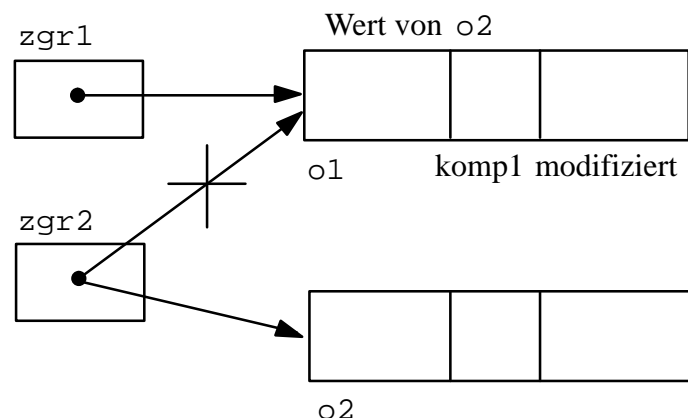 Wert von o2
zgr1
o1
komp1 modifiziert
zgr2
o2